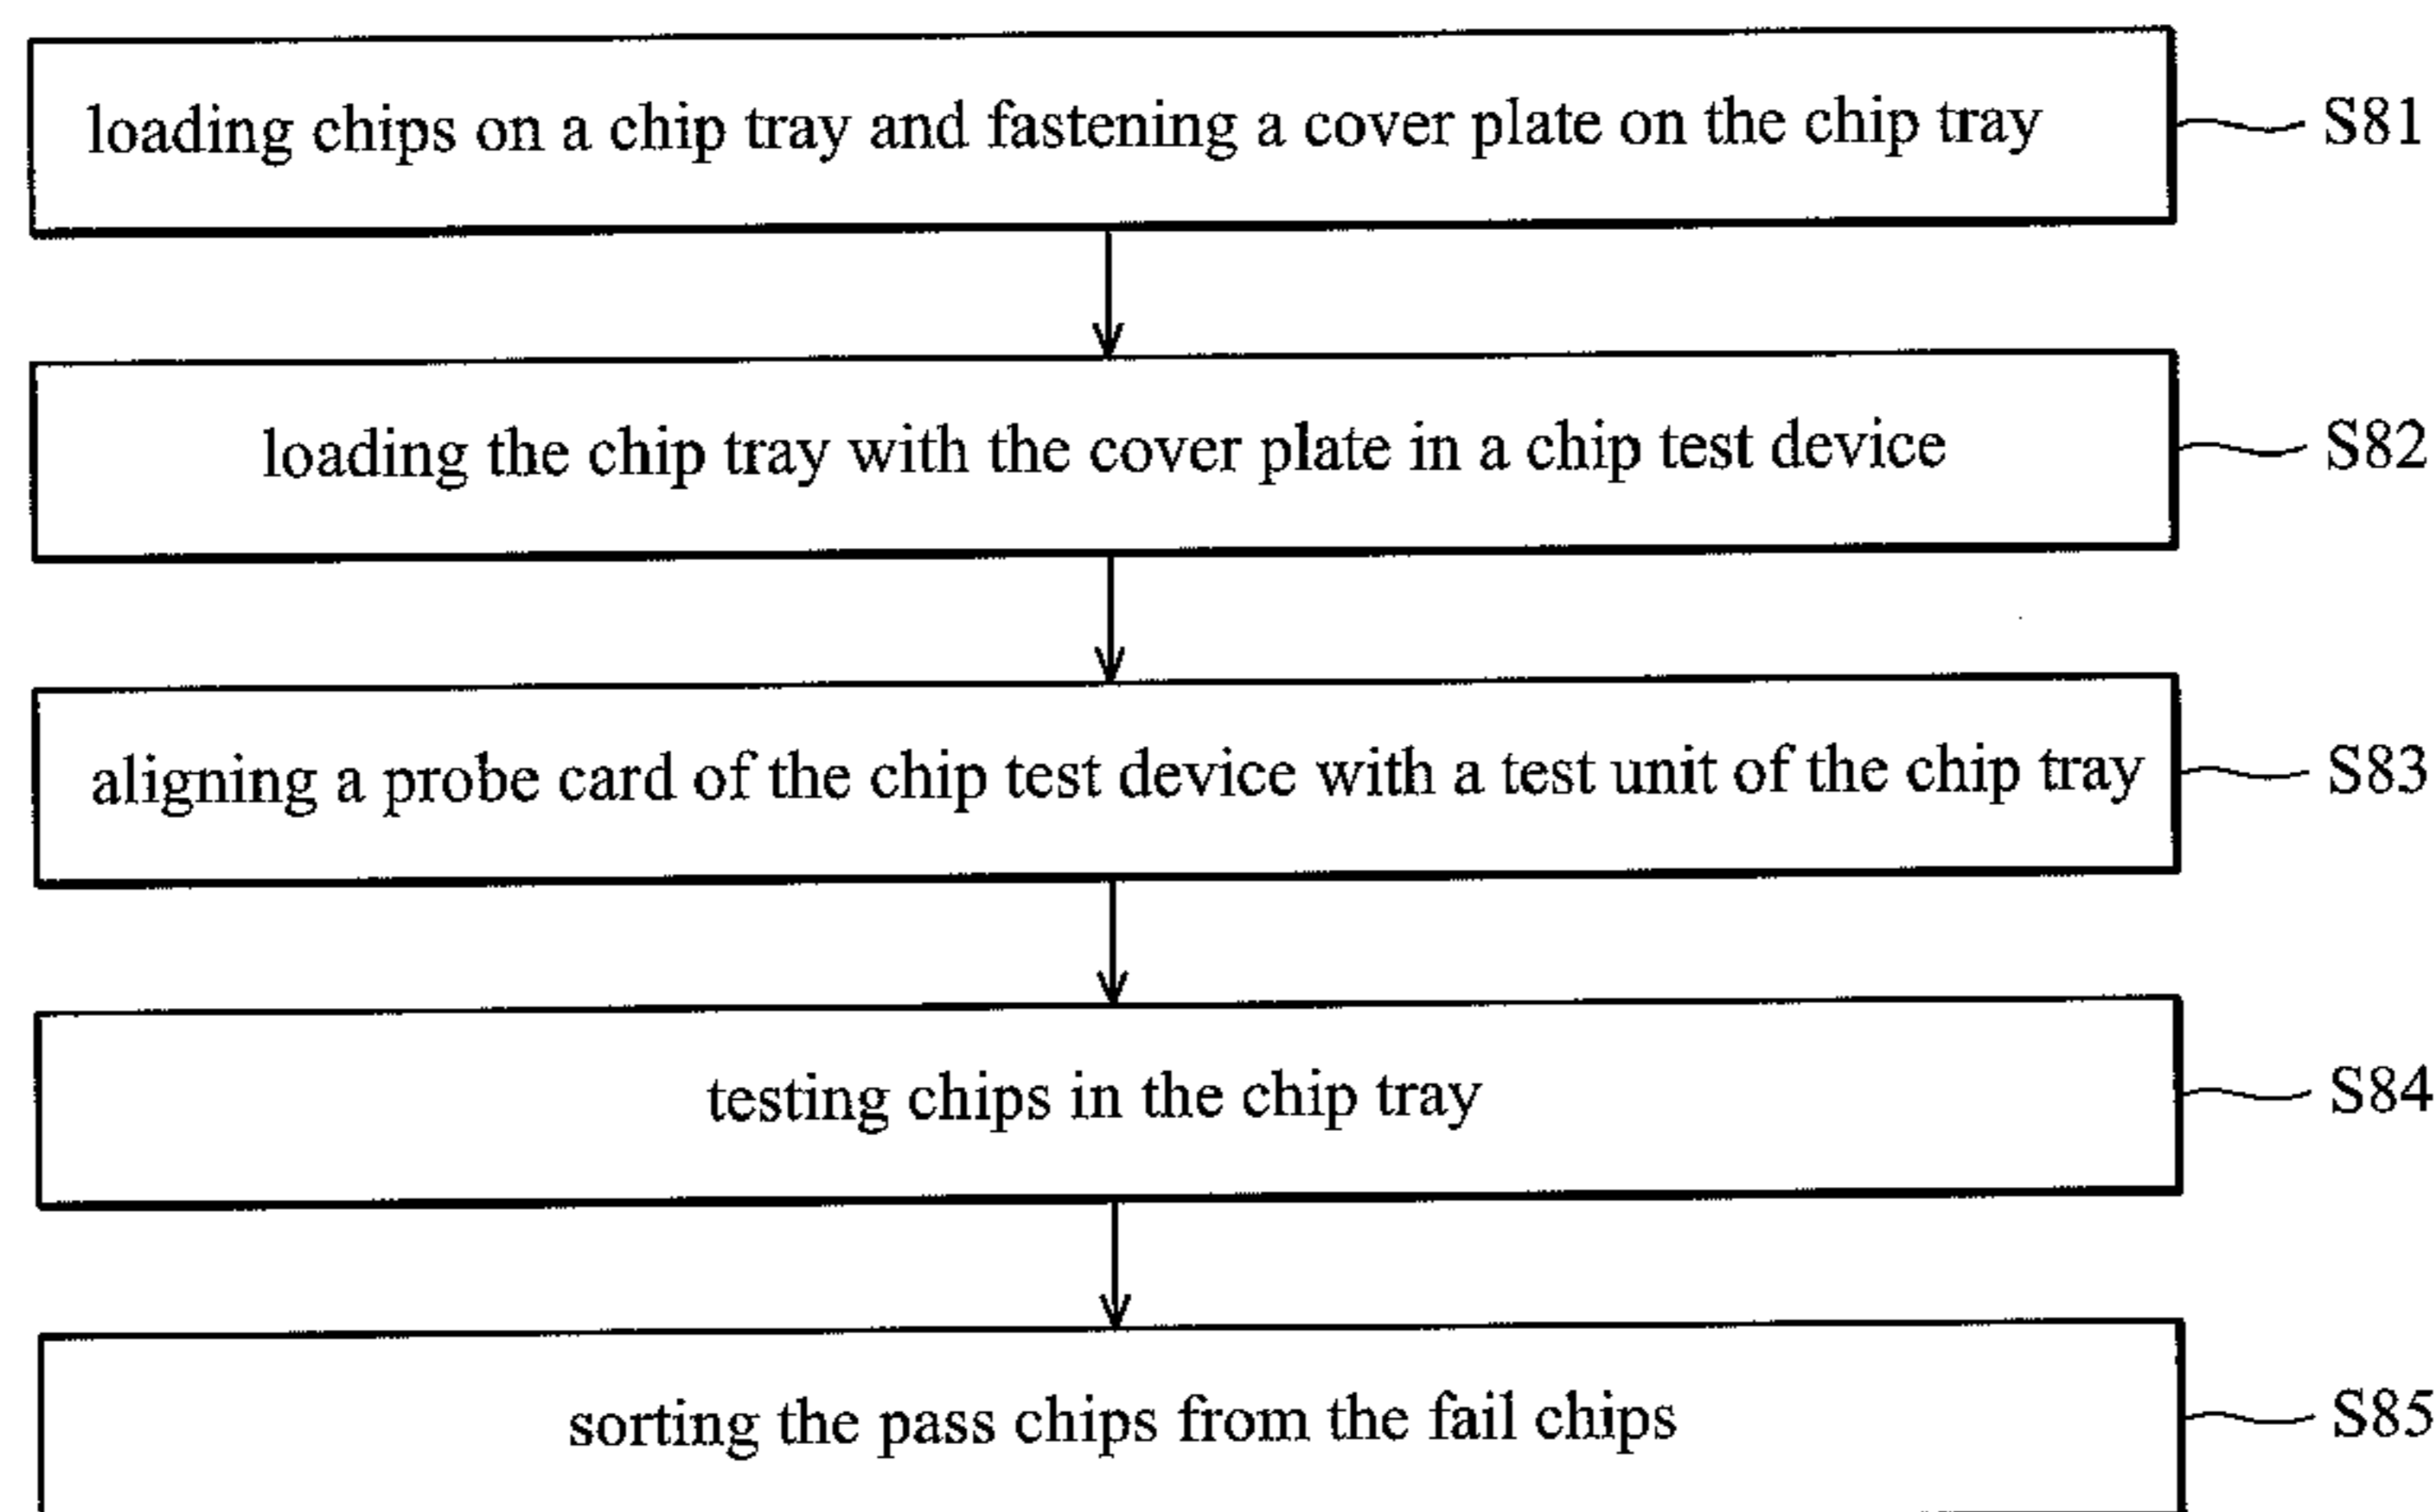 loading chips on a chip tray and fastening a cover plate on the chip tray S81
loading the chip tray with the cover plate in a chip test device S82
aligning a probe card of the chip test device with a test unit of the chip tray S83
testing chips in the chip tray S84
sorting the pass chips from the fail chips S85